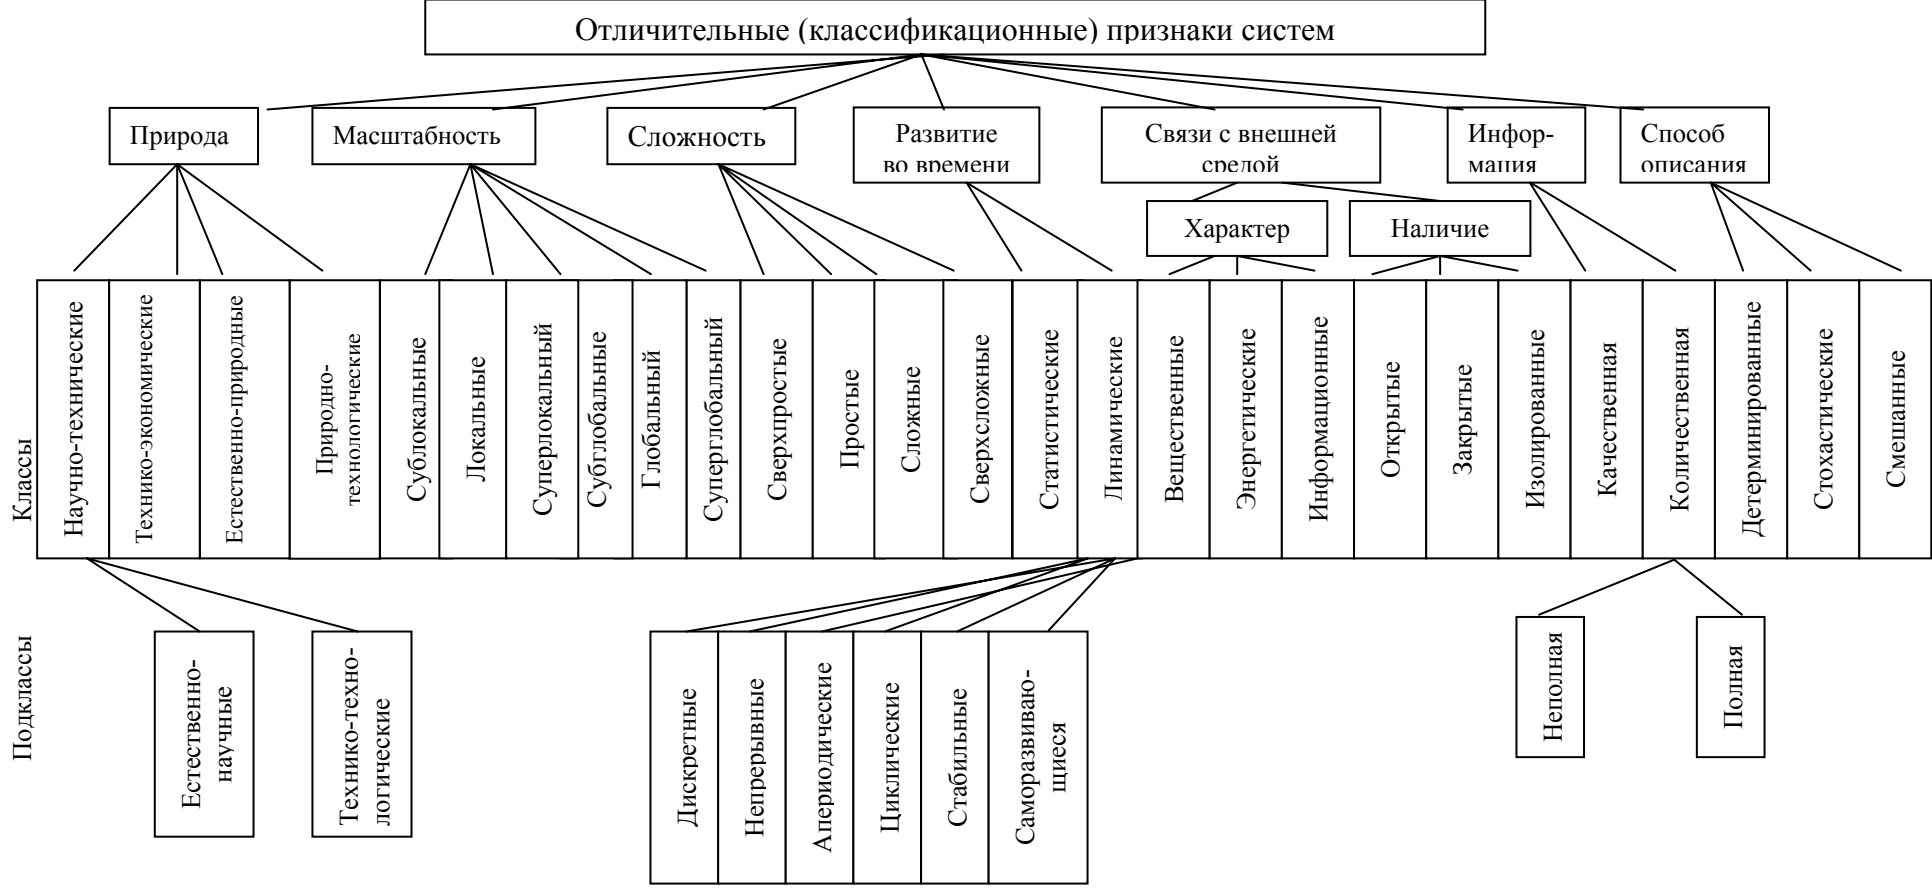 Отличительные (классификационные) признаки систем
Природа
Масштабность
Сложность
Развитие
во времени
Связи с внешней
средой
Инфор-
мация
Способ
описания
Характер
Наличие
Классы
Научно-технические
Технико-экономические
Естественно-природные
Природно-
технологические
Сублокальные
Локальные
Суперлокальный
Субглобальные
Глобальный
Суперглобальный
Сверхпростые
Простые
Сложные
Сверхсложные
Статистические
Линамические
Вещественные
Энергетические
Информационные
Открытые
Закрытые
Изолированные
Качественная
Количественная
Детерминированные
Стохастические
Смешанные
Подклассы
Естественно-
научные
Технико-техно-
логические
Дискретные
Непрерывные
Апериодические
Циклические
Стабильные
Саморазвиваю-
щиеся
Неполная
Полная